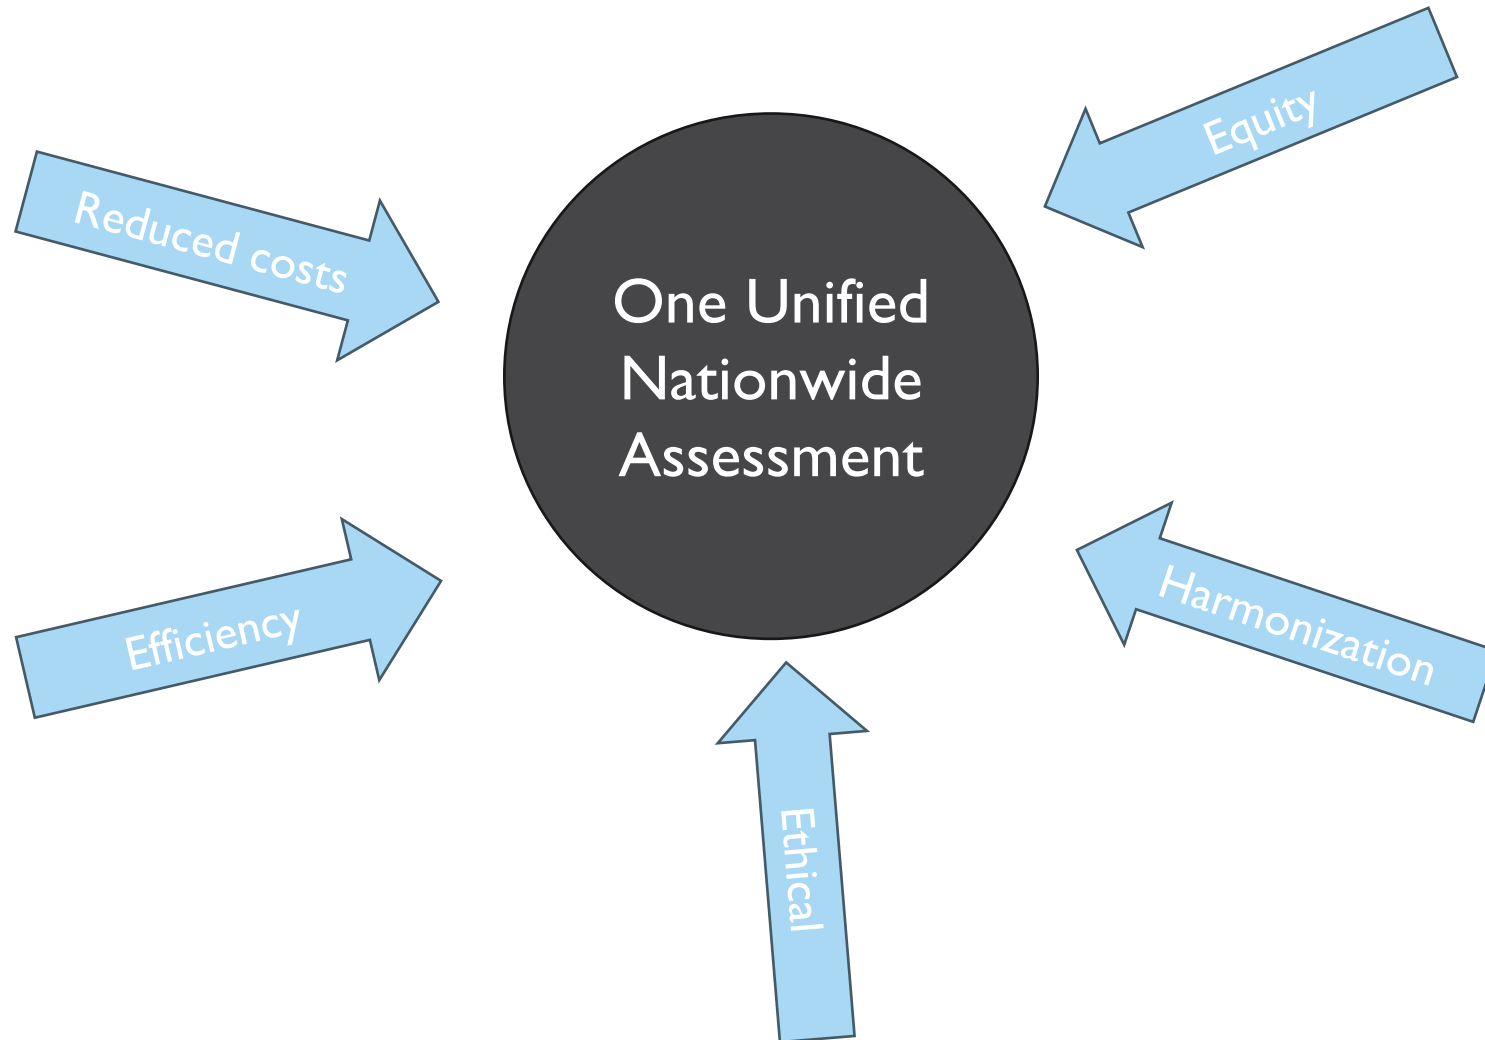 Equity
Reduced costs
One Unified
Nationwide
Assessment
Harmonization
Efficiency
Ethical